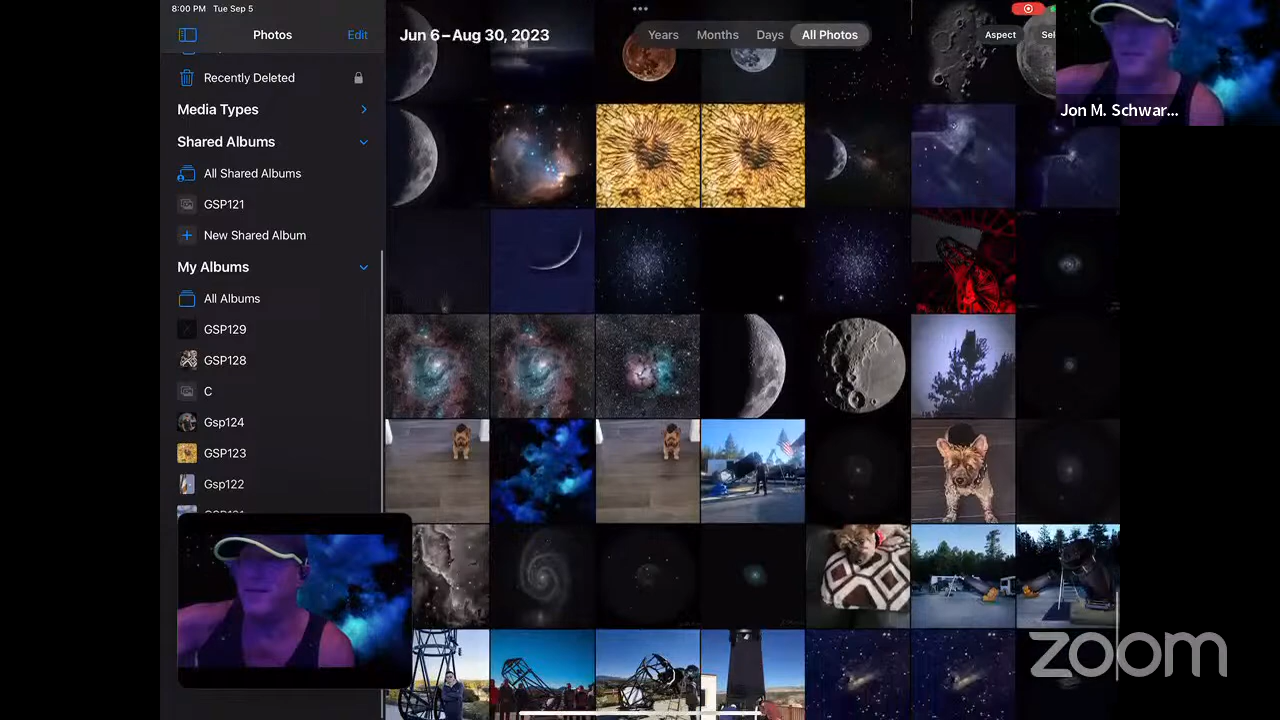 8:00 PM Tue Sep 5
Photos
Edit
Recently Deleted
Media Types
Shared Albums
All Shared Albums
GSP121
New Shared Album
My Albums
All Albums
GSP129
GSP128
C
Gsp124
GSP123
Gsp122
Jun 6 – Aug 30, 2023
Years
Months
Days
All Photos
Aspect
Sel
Jon M. Schwar...
zoom